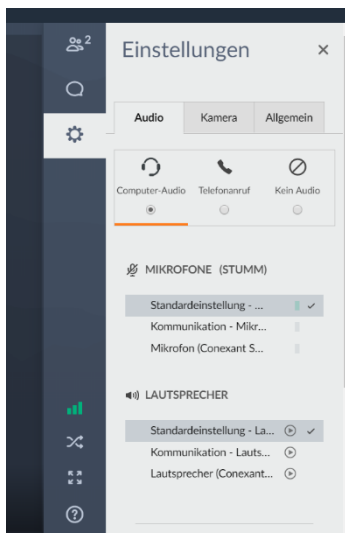 2
Einstellungen
Audio Kamera Allgemein
Computer-Audio Telefonanruf Kein Audio
MIKROFONE (STUMM)
Standardeinstellung - ...
Kommunikation - Mikr...
Mikrofon (Conexant S...
LAUTSPRECHER
Standardeinstellung - La...
Kommunikation - Lauts...
Lautsprecher (Conexant...